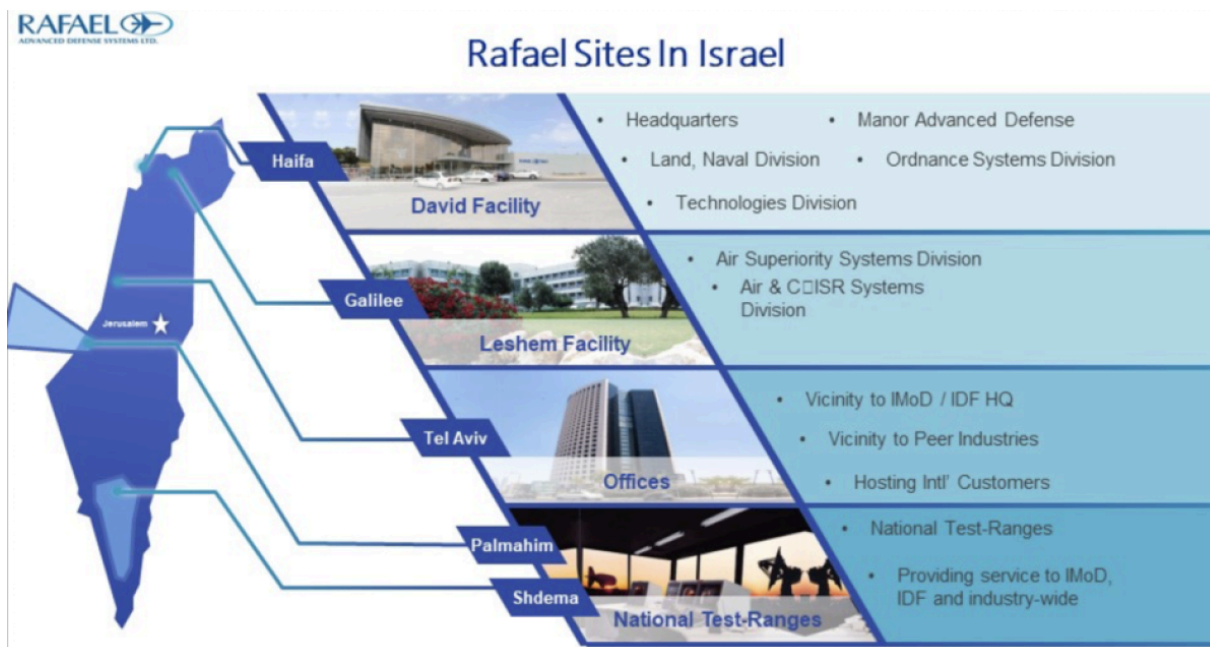 RAFAEL
ADVANCED DEFENSE SYSTEMS LTD.
Rafael Sites In Israel
Haifa
David Facility
• Headquarters
• Manor Advanced Defense
• Land, Naval Division
• Ordnance Systems Division
• Technologies Division
Galilee
Leshem Facility
• Air Superiority Systems Division
• Air & C□ISR Systems
Division
Jerusalem
Tel Aviv
Offices
• Vicinity to IMoD / IDF HQ
• Vicinity to Peer Industries
• Hosting Intl' Customers
Palmahim
Shdema
National Test-Ranges
• National Test-Ranges
• Providing service to IMoD,
IDF and industry-wide